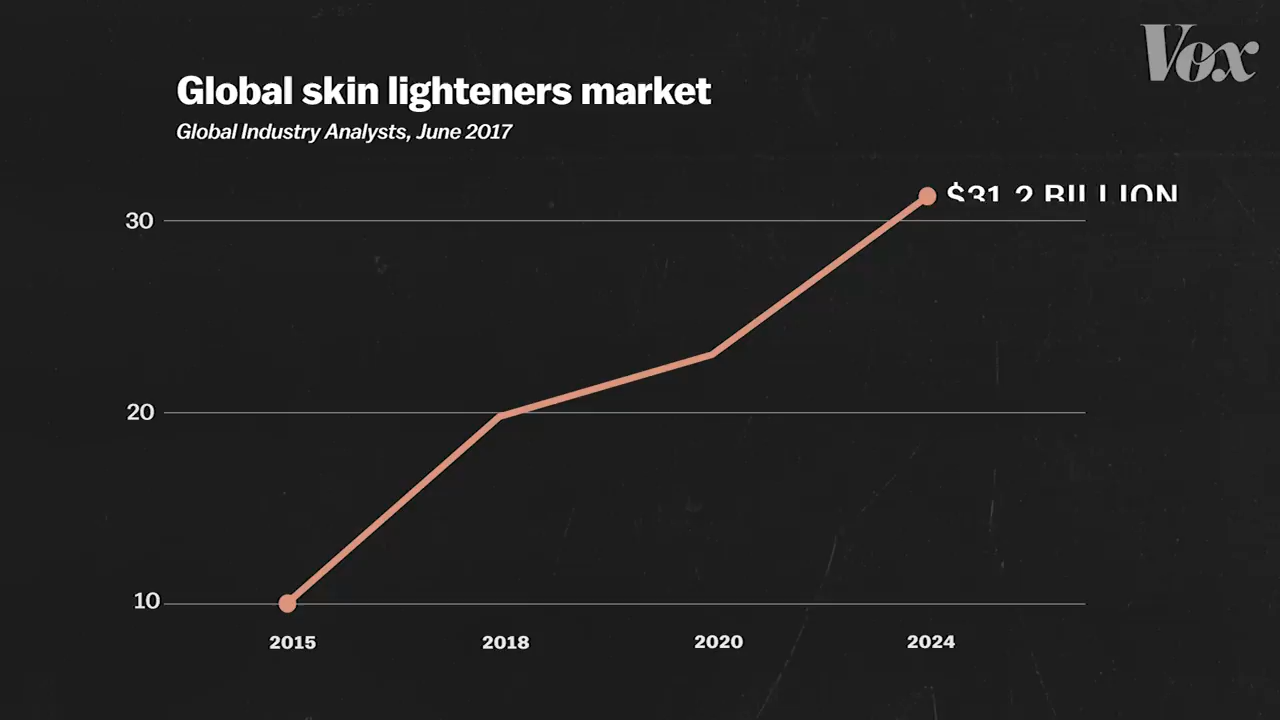 Vox
Global skin lighteners market
Global Industry Analysts, June 2017
$31.2 BILLION
30
20
10
2015 2018 2020 2024